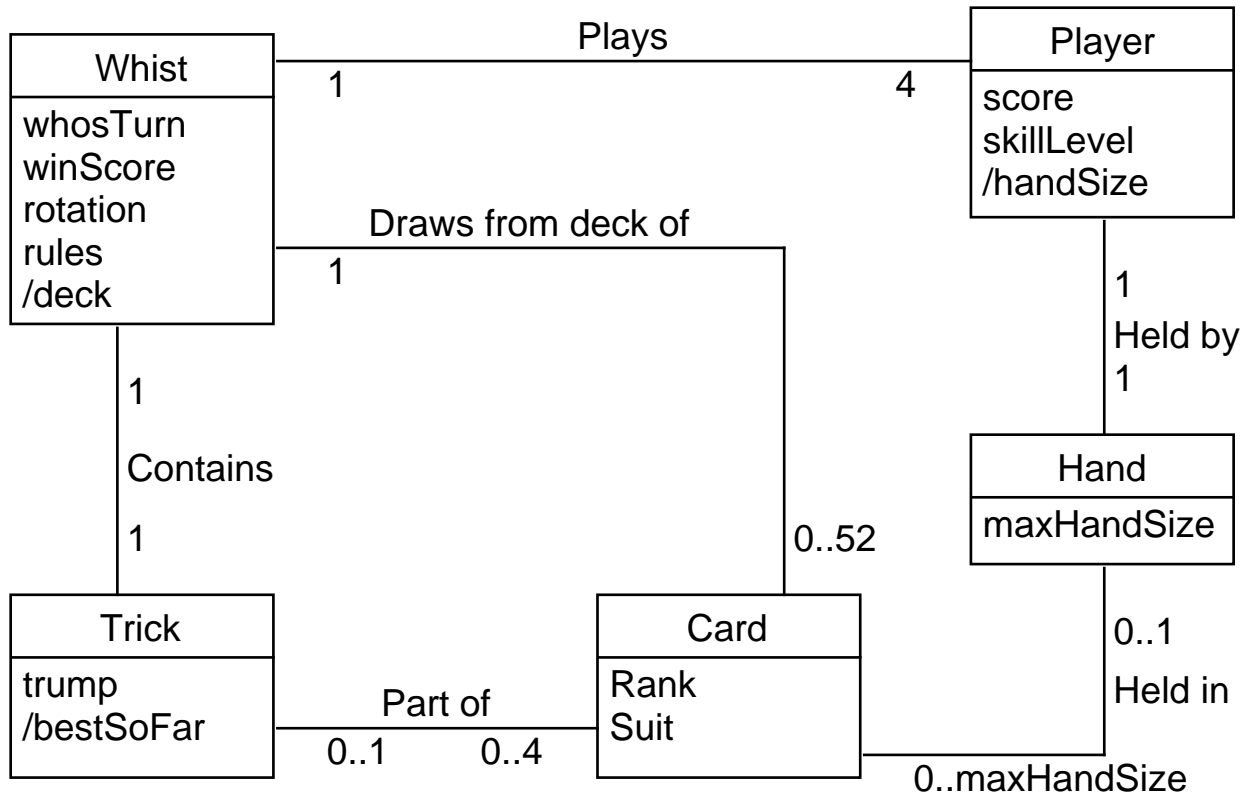 Whist
whosTurn
winScore
rotation
rules
/deck
Plays
1
4
Player
score
skillLevel
/handSize
Draws from deck of
1
0..52
1
Held by
1
1
Contains
1
Hand
maxHandSize
Trick
trump
/bestSoFar
Part of
0..1
0..4
Card
Rank
Suit
0..1
Held in
0..maxHandSize